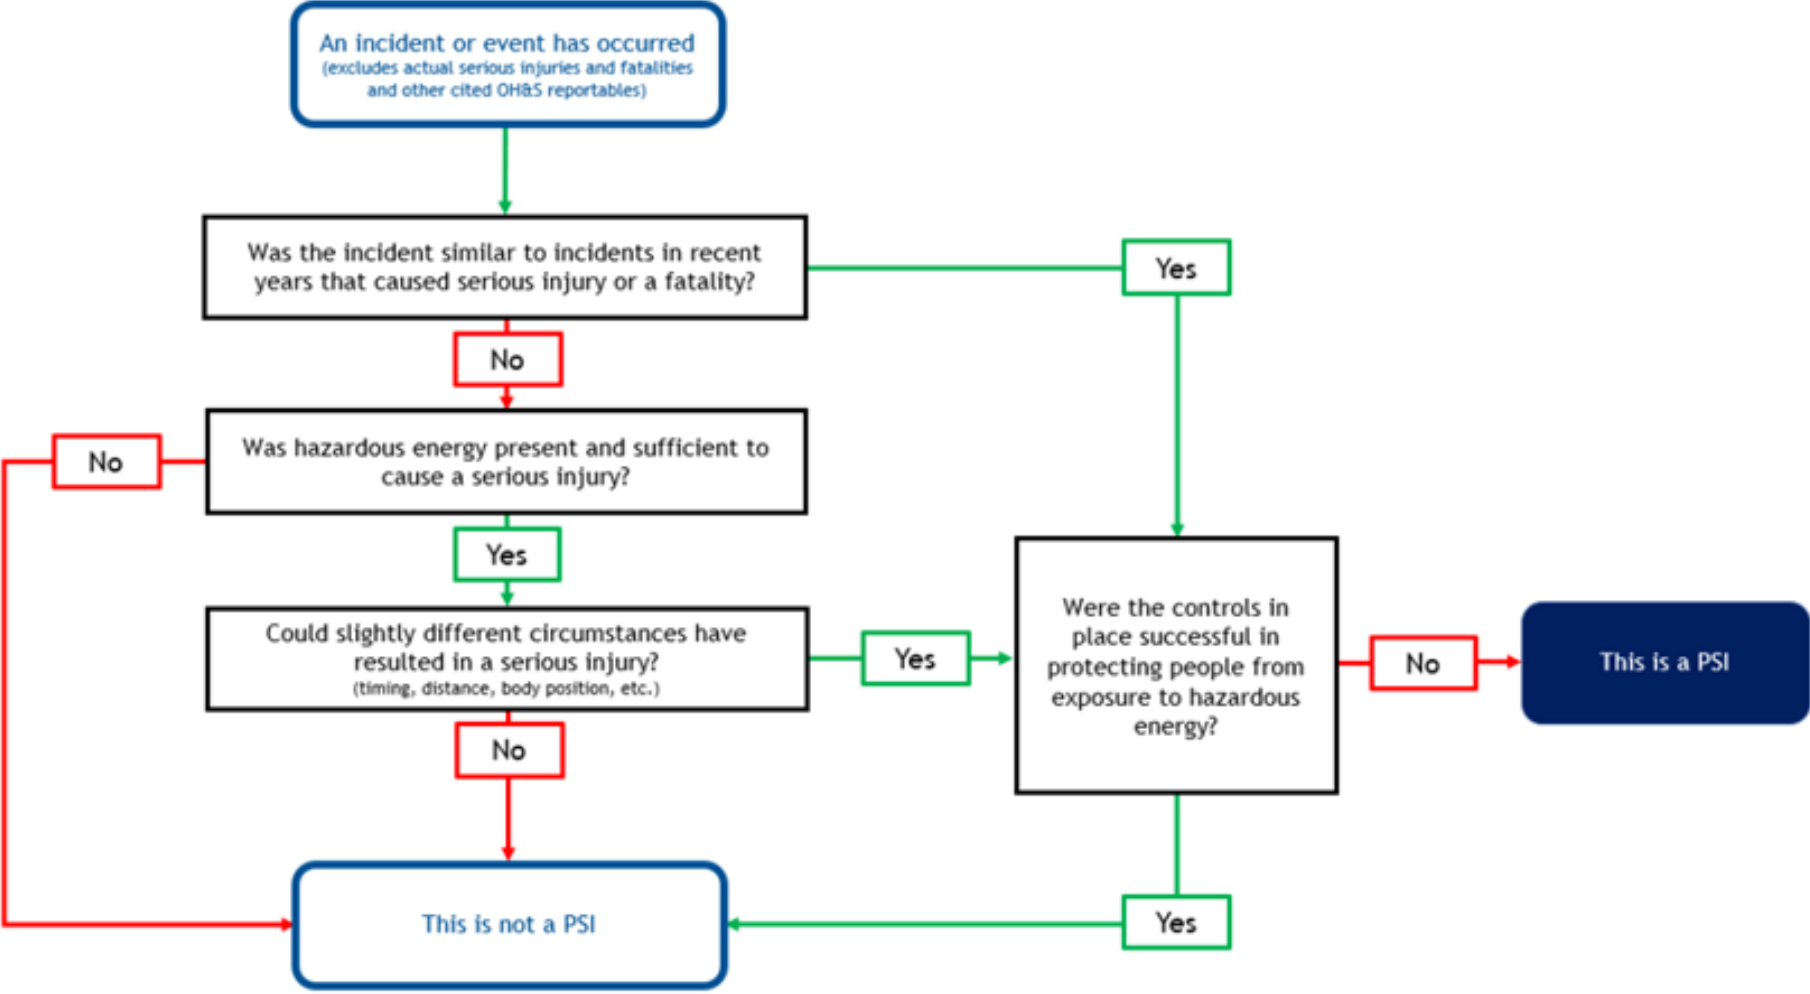 An incident or event has occurred
(excludes actual serious injuries and fatalities
and other cited OH&S reportables)
Was the incident similar to incidents in recent
years that caused serious injury or a fatality?
Yes
No
Was hazardous energy present and sufficient to
cause a serious injury?
No
Yes
Could slightly different circumstances have
resulted in a serious injury?
(timing, distance, body position, etc.)
Yes
Were the controls in
place successful in
protecting people from
exposure to hazardous
energy?
No
This is a PSI
No
This is not a PSI
Yes